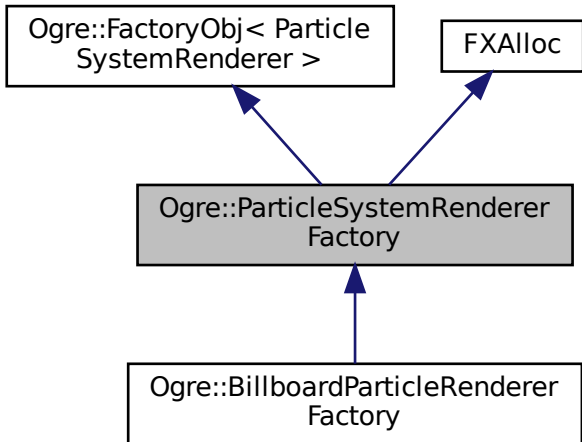 Ogre::FactoryObj< Particle
SystemRenderer >
FXAlloc
Ogre::ParticleSystemRenderer
Factory
Ogre::BillboardParticleRenderer
Factory